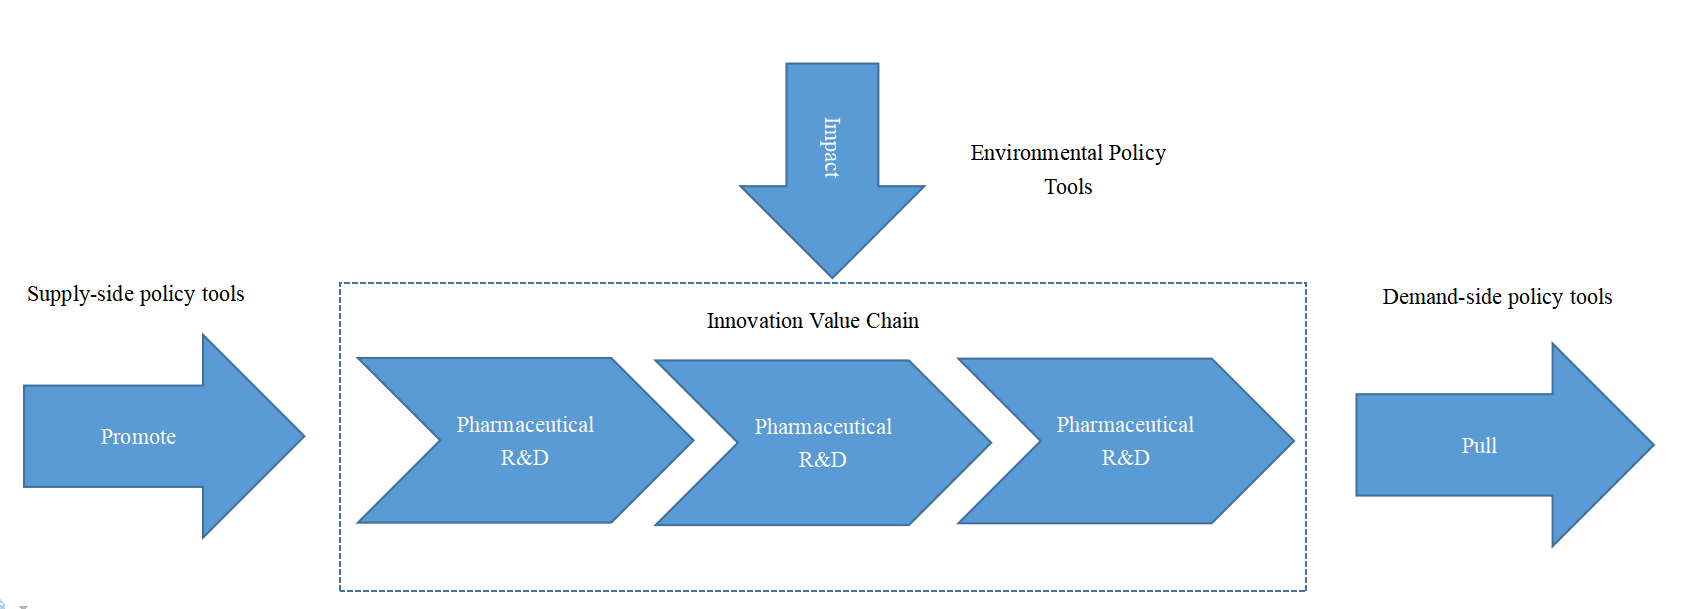 Impact
Environmental Policy
Tools
Supply-side policy tools
Demand-side policy tools
Innovation Value Chain
Promote
Pharmaceutical
R&D
Pharmaceutical
R&D
Pharmaceutical
R&D
Pull